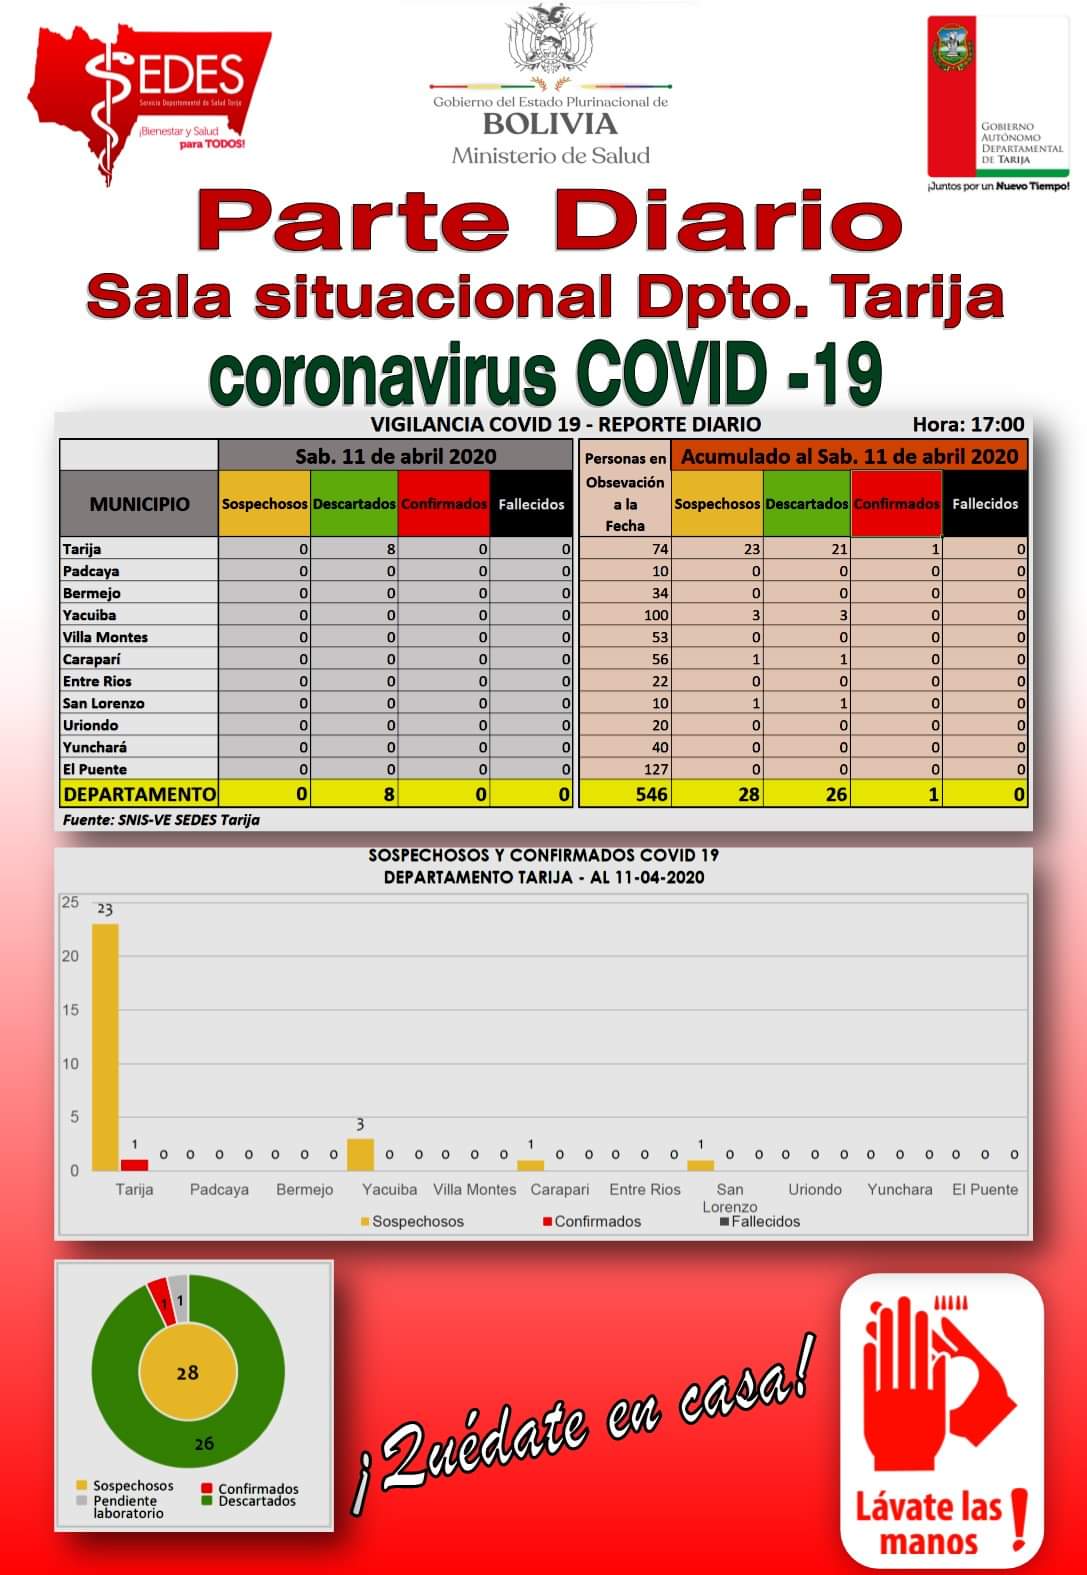 SEDES
Servicio Departamental de Salud Tarija
¡Bienestar y Salud
para TODOS!
Gobierno del Estado Plurinacional de
BOLIVIA
Ministerio de Salud
GOBIERNO
AUTÓNOMO
DEPARTAMENTAL
DE TARIJA
¡Juntos por un Nuevo Tiempo!
Parte Diario
Sala situacional Dpto. Tarija
coronavirus COVID -19
VIGILANCIA COVID 19 - REPORTE DIARIO Hora: 17:00
Sab. 11 de abril 2020 Personas en Obsevación a la Fecha Acumulado al Sab. 11 de abril 2020
MUNICIPIO Sospechosos Descartados Confirmados Fallecidos Sospechosos Descartados Confirmados Fallecidos
Tarija 0 8 0 0 74 23 21 1 0
Padcaya 0 0 0 0 10 0 0 0 0
Bermejo 0 0 0 0 34 0 0 0 0
Yacuiba 0 0 0 0 100 3 3 0 0
Villa Montes 0 0 0 0 53 0 0 0 0
Caraparí 0 0 0 0 56 1 1 0 0
Entre Rios 0 0 0 0 22 0 0 0 0
San Lorenzo 0 0 0 0 10 1 1 0 0
Uriondo 0 0 0 0 20 0 0 0 0
Yunchará 0 0 0 0 40 0 0 0 0
El Puente 0 0 0 0 127 0 0 0 0
DEPARTAMENTO 0 8 0 0 546 28 26 1 0
Fuente: SNIS-VE SEDES Tarija
SOSPECHOSOS Y CONFIRMADOS COVID 19
DEPARTAMENTO TARIJA - AL 11-04-2020
25
23
20
15
10
5
3
1 0 0 0 0 0 0 0 0 0 0 0 0 1 0 0 0 0 0 1 0 0 0 0 0 0 0 0 0 0 0 0
0
Tarija Padcaya Bermejo Yacuiba Villa Montes Carapari Entre Rios San Lorenzo Uriondo Yunchara El Puente
Sospechosos Confirmados Fallecidos
1 1
28
26
Sospechosos Confirmados
Pendiente laboratorio Descartados
¡Quédate en casa!
Lávate las
manos !